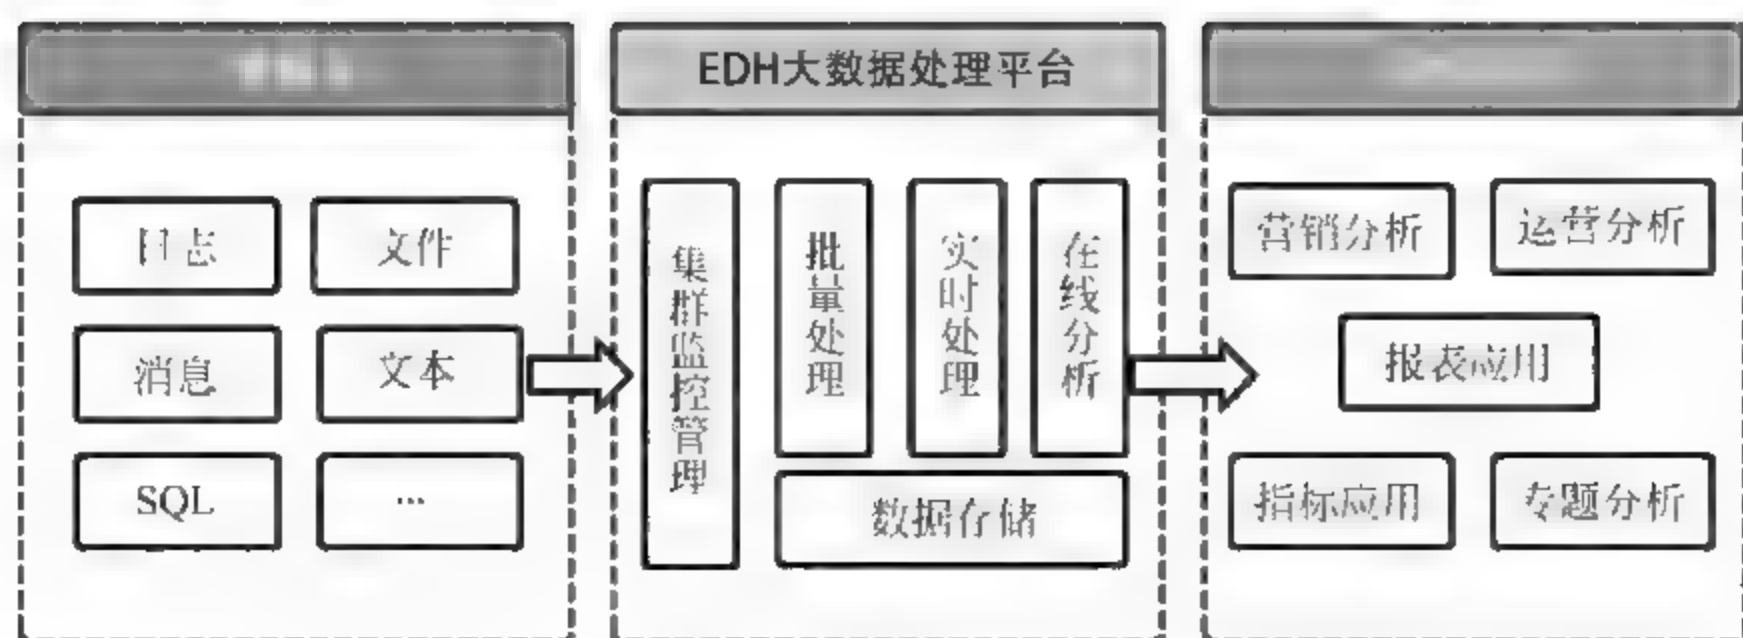 EDH大数据处理平台
日志
文件
消息
文本
SQL
...
集群监控管理
批量处理
实时处理
在线分析
数据存储
营销分析
运营分析
报表应用
指标应用
专题分析